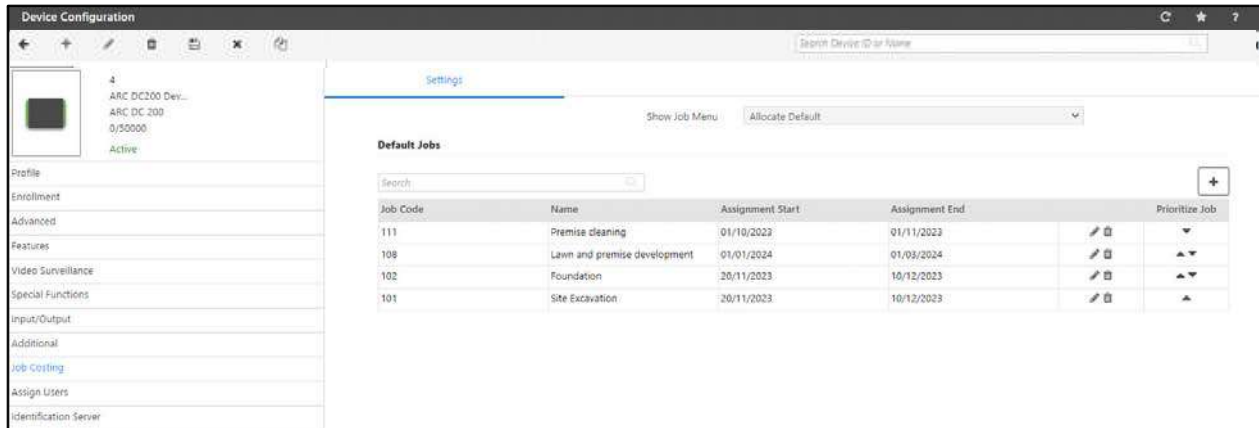 Device Configuration
?
Search Device ID or Name
4
ARC DC200 Dev...
ARC DC 200
0/50000
Active
Settings
Show Job Menu Allocate Default
Default Jobs
Search
Job Code Name Assignment Start Assignment End Prioritize Job
111 Premise cleaning 01/10/2023 01/11/2023
108 Lawn and premise development 01/01/2024 01/03/2024
102 Foundation 20/11/2023 10/12/2023
101 Site Excavation 20/11/2023 10/12/2023
Profile
Enrollment
Advanced
Features
Video Surveillance
Special Functions
Input/Output
Additional
Job Costing
Assign Users
Identification Server